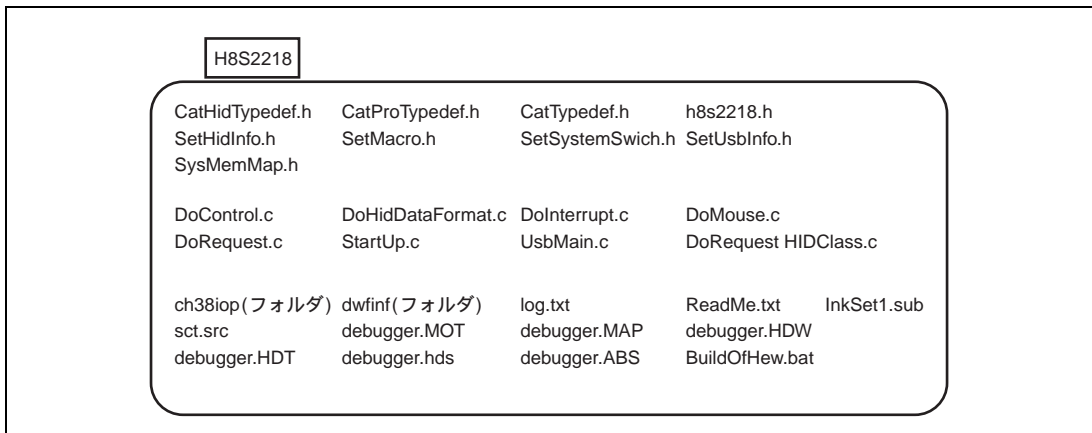 H8S2218
CatHidTypedef.h CatProTypedef.h CatTypedef.h h8s2218.h
SetHidInfo.h SetMacro.h SetSystemSwich.h SetUsbInfo.h
SysMemMap.h
DoControl.c DoHidDataFormat.c DoInterrupt.c DoMouse.c
DoRequest.c StartUp.c UsbMain.c DoRequest HIDClass.c
ch38iop(フォルダ) dwfinf(フォルダ) log.txt ReadMe.txt InkSet1.sub
sct.src debugger.MOT debugger.MAP debugger.HDW
debugger.HDT debugger.hds debugger.ABS BuildOfHew.bat